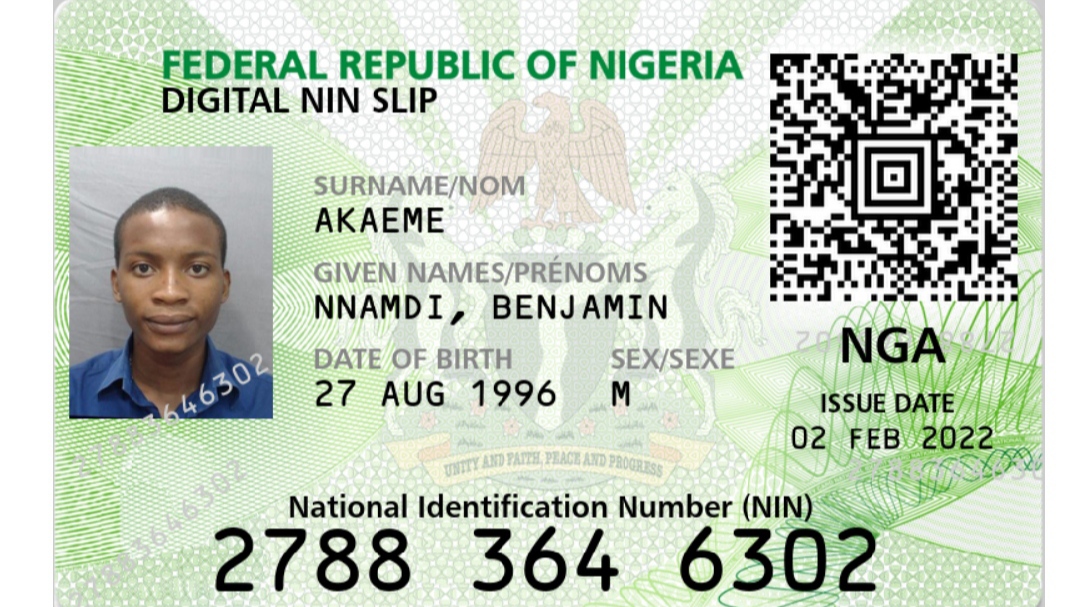 FEDERAL REPUBLIC OF NIGERIA
DIGITAL NIN SLIP
SURNAME/NOM
AKAEME
GIVEN NAMES/PRÉNOMS
NNAMDI, BENJAMIN
DATE OF BIRTH SEX/SEXE
27 AUG 1996 M
NGA
ISSUE DATE
02 FEB 2022
UNITY AND FAITH, PEACE AND PROGRESS
National Identification Number (NIN)
2788 364 6302